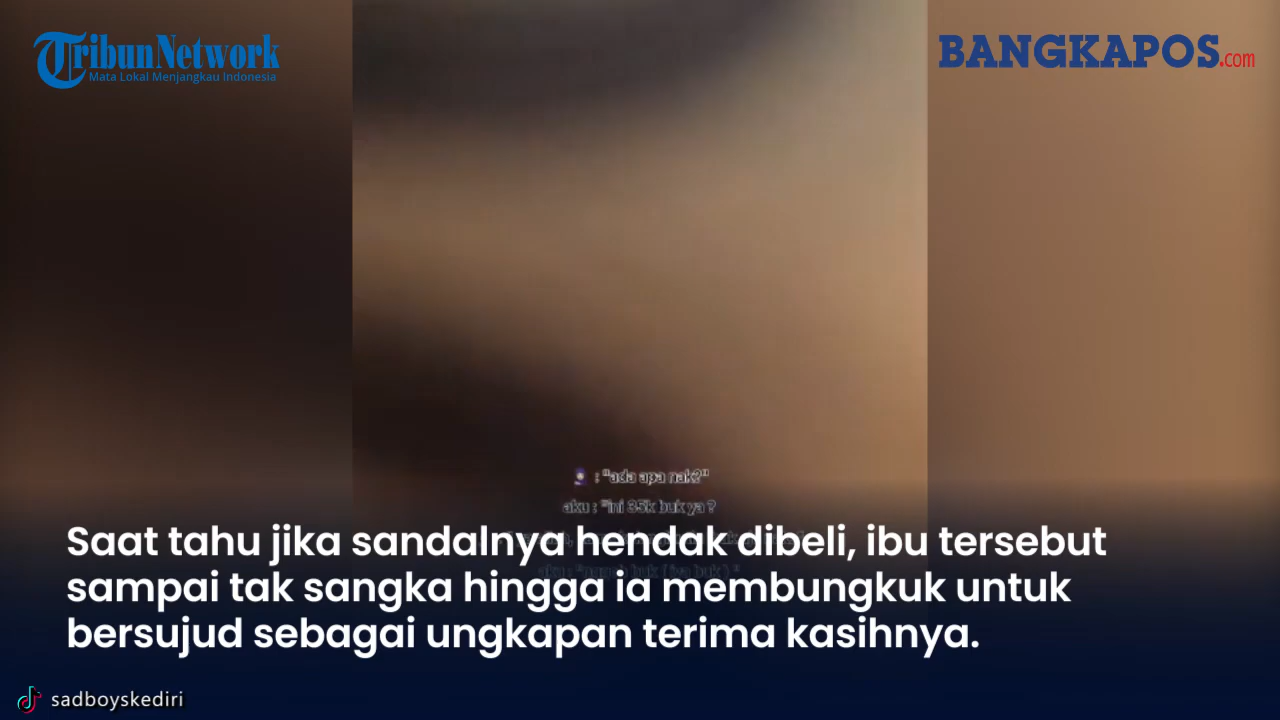 TribunNetwork
Mata Lokal Menjangkau Indonesia
BANGKAPOS.com
: "ada apa nak?"
aku : "ini 35k buk ya ?
Saat tahu jika sandalnya hendak dibeli, ibu tersebut
sampai tak sangka hingga ia membungkuk untuk
bersujud sebagai ungkapan terima kasihnya.
sadboyskediri